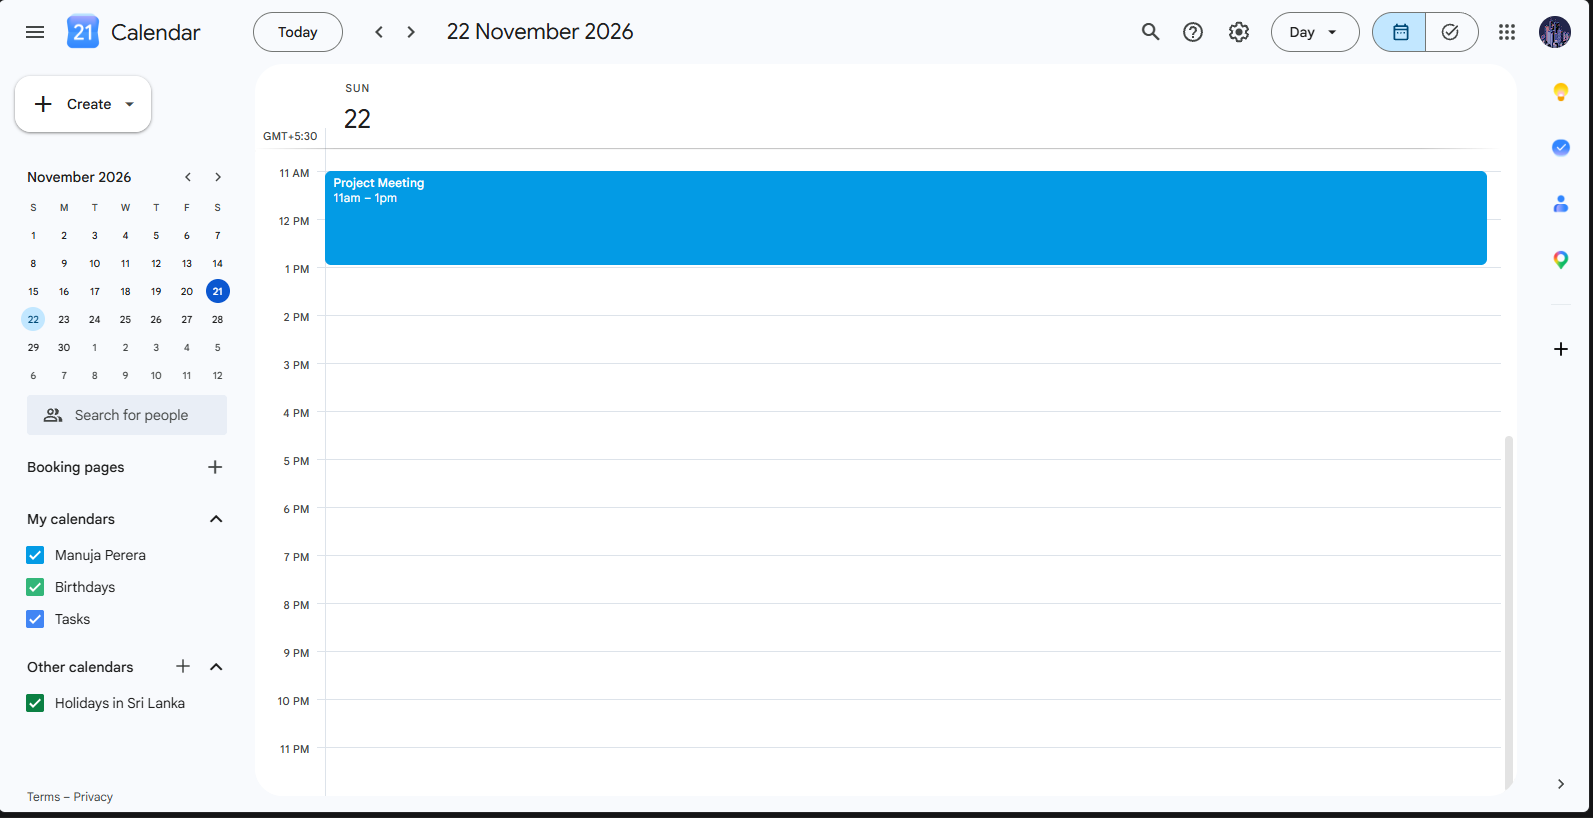 21 Calendar
Today
22 November 2026
Day
Create
November 2026
S M T W T F S
1 2 3 4 5 6 7
8 9 10 11 12 13 14
15 16 17 18 19 20 21
22 23 24 25 26 27 28
29 30 1 2 3 4 5
6 7 8 9 10 11 12
Search for people
Booking pages
My calendars
Manuja Perera
Birthdays
Tasks
Other calendars
Holidays in Sri Lanka
Terms – Privacy
SUN
22
GMT+5:30
11 AM
Project Meeting
11am – 1pm
12 PM
1 PM
2 PM
3 PM
4 PM
5 PM
6 PM
7 PM
8 PM
9 PM
10 PM
11 PM